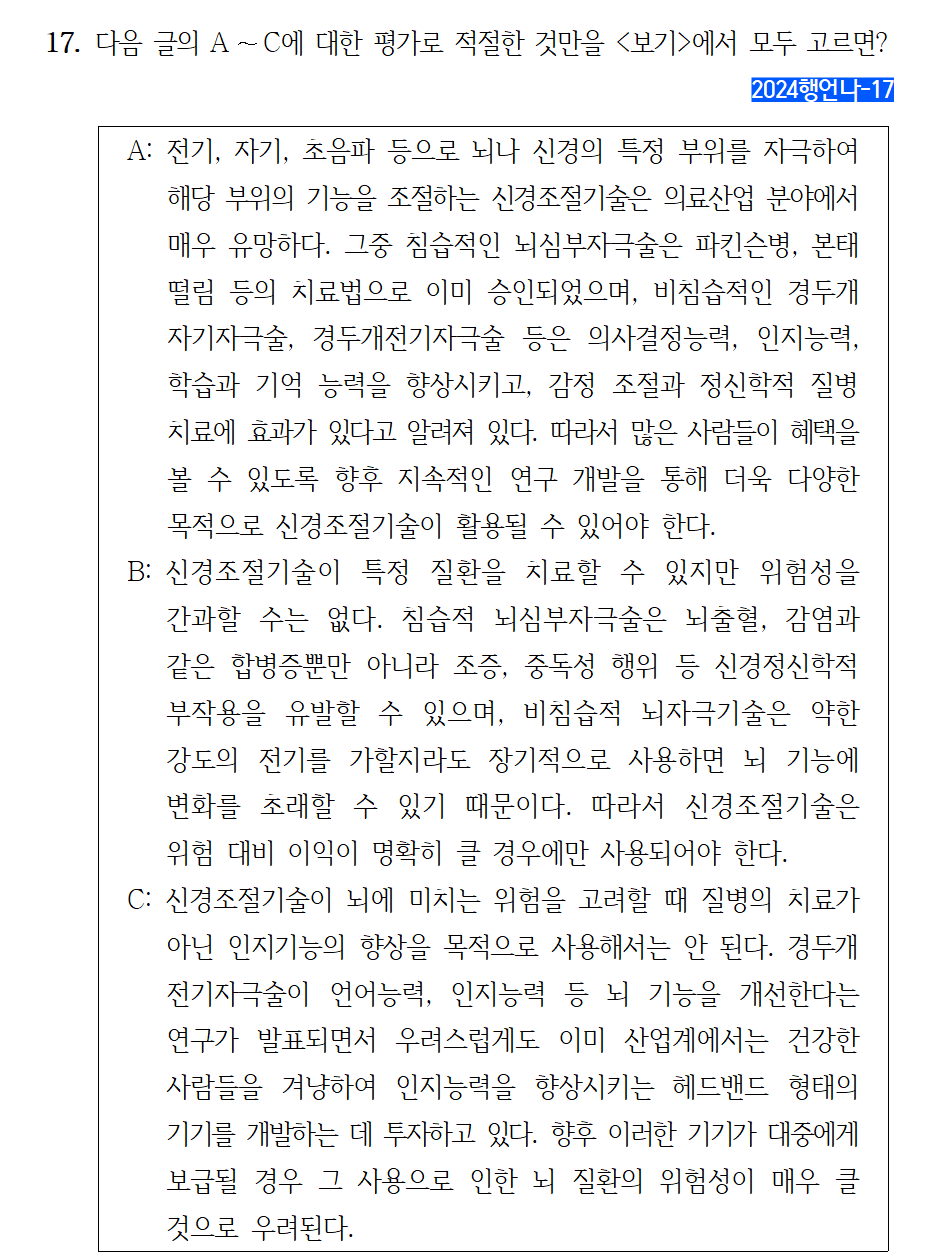 17. 다음 글의 A ~ C에 대한 평가로 적절한 것만을 <보기>에서 모두 고르면?
2024행언나-17
A: 전기, 자기, 초음파 등으로 뇌나 신경의 특정 부위를 자극하여
해당 부위의 기능을 조절하는 신경조절기술은 의료산업 분야에서
매우 유망하다. 그중 침습적인 뇌심부자극술은 파킨슨병, 본태
떨림 등의 치료법으로 이미 승인되었으며, 비침습적인 경두개
자기자극술, 경두개전기자극술 등은 의사결정능력, 인지능력,
학습과 기억 능력을 향상시키고, 감정 조절과 정신학적 질병
치료에 효과가 있다고 알려져 있다. 따라서 많은 사람들이 혜택을
볼 수 있도록 향후 지속적인 연구 개발을 통해 더욱 다양한
목적으로 신경조절기술이 활용될 수 있어야 한다.
B: 신경조절기술이 특정 질환을 치료할 수 있지만 위험성을
간과할 수는 없다. 침습적 뇌심부자극술은 뇌출혈, 감염과
같은 합병증뿐만 아니라 조증, 중독성 행위 등 신경정신학적
부작용을 유발할 수 있으며, 비침습적 뇌자극기술은 약한
강도의 전기를 가할지라도 장기적으로 사용하면 뇌 기능에
변화를 초래할 수 있기 때문이다. 따라서 신경조절기술은
위험 대비 이익이 명확히 클 경우에만 사용되어야 한다.
C: 신경조절기술이 뇌에 미치는 위험을 고려할 때 질병의 치료가
아닌 인지기능의 향상을 목적으로 사용해서는 안 된다. 경두개
전기자극술이 언어능력, 인지능력 등 뇌 기능을 개선한다는
연구가 발표되면서 우려스럽게도 이미 산업계에서는 건강한
사람들을 겨냥하여 인지능력을 향상시키는 헤드밴드 형태의
기기를 개발하는 데 투자하고 있다. 향후 이러한 기기가 대중에게
보급될 경우 그 사용으로 인한 뇌 질환의 위험성이 매우 클
것으로 우려된다.